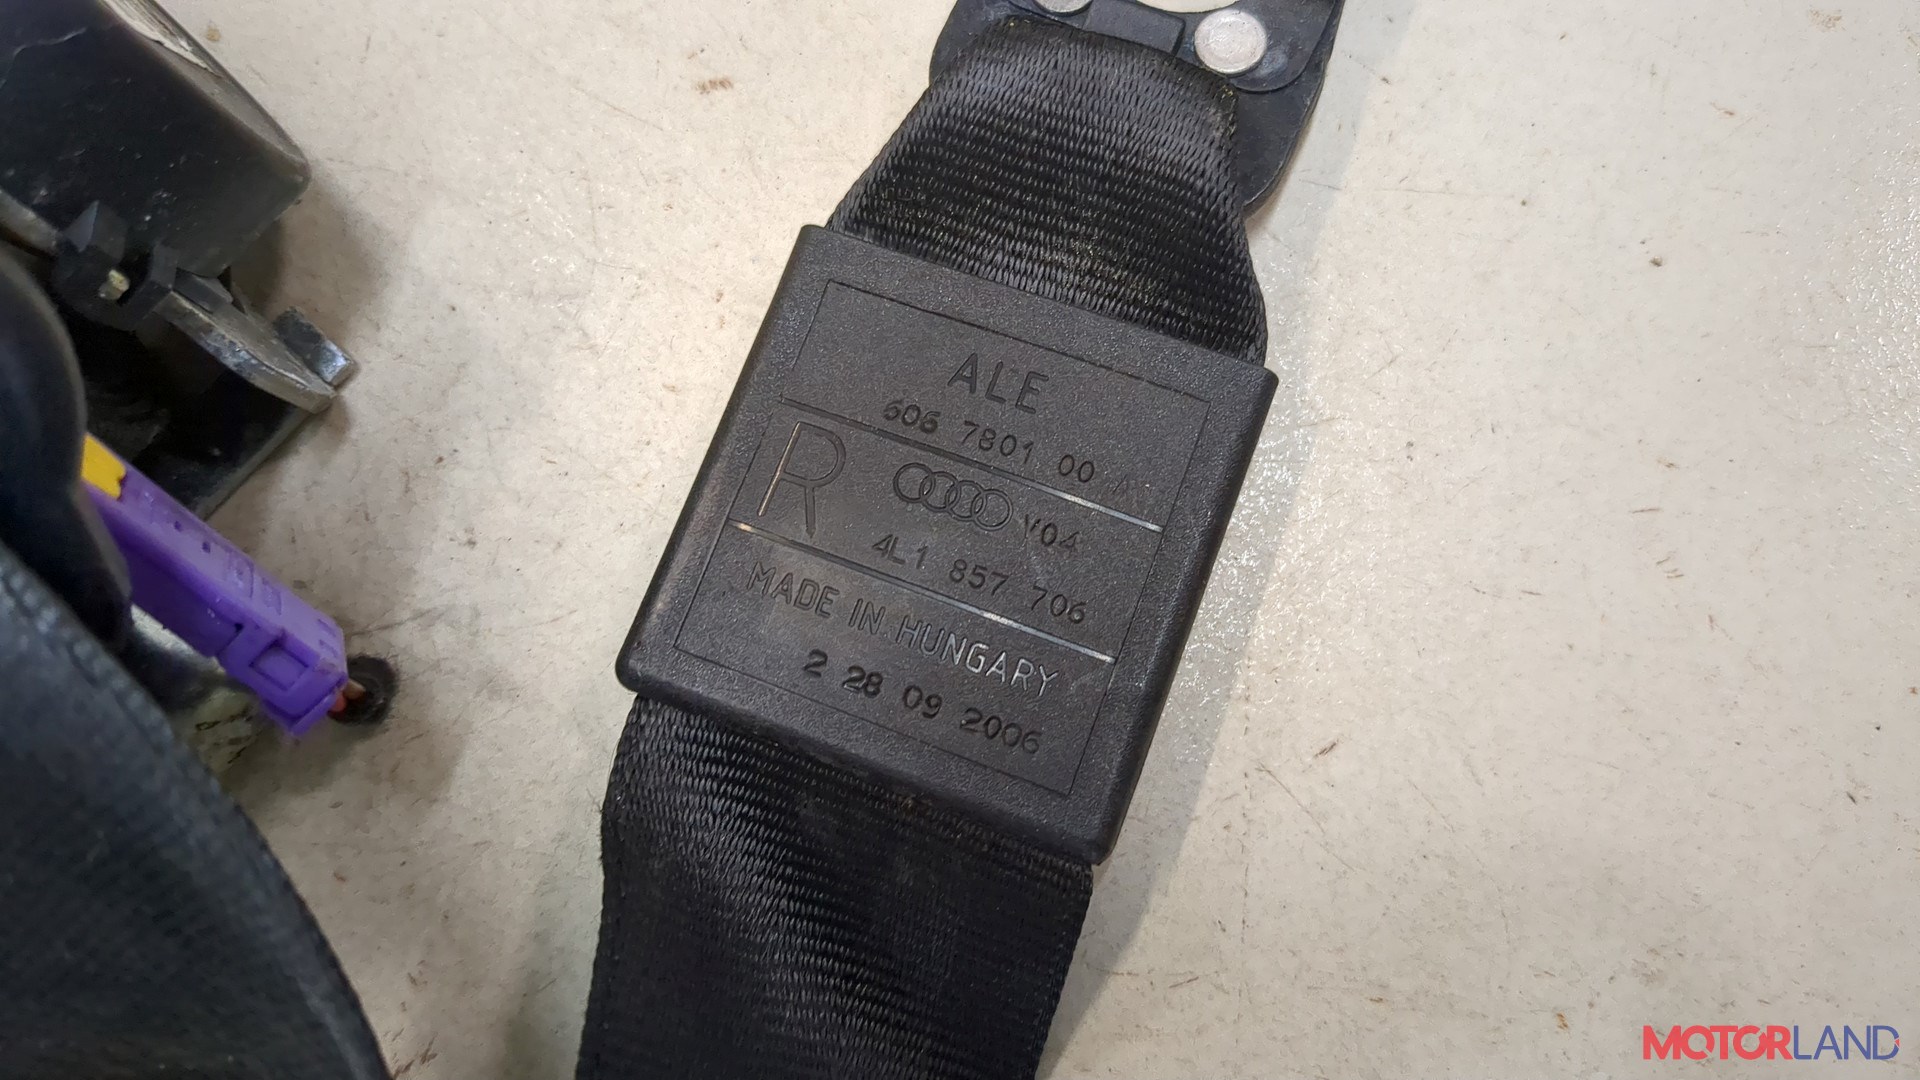 ALE
606 7801 00 A
R
V04
4L1 857 706
MADE IN HUNGARY
2 28 09 2006
MOTORLAND